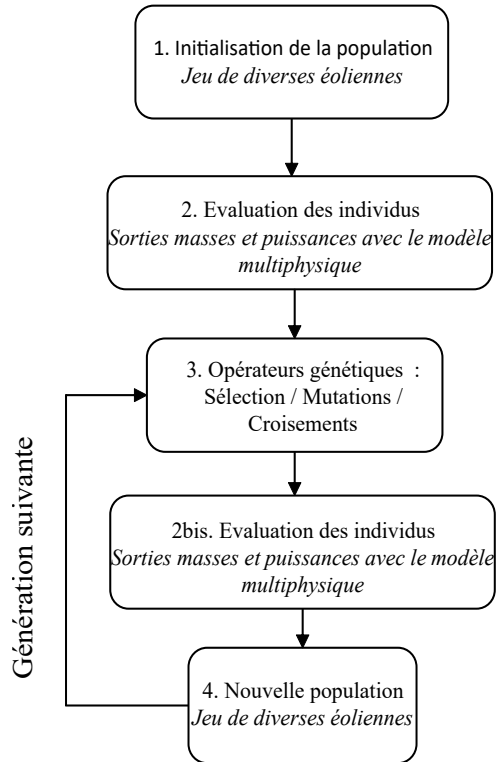 1. Initialisation de la population
Jeu de diverses éoliennes
2. Evaluation des individus
Sorties masses et puissances avec le modèle
multiphysique
3. Opérateurs génétiques :
Sélection / Mutations /
Croisements
Génération suivante
2bis. Evaluation des individus
Sorties masses et puissances avec le modèle
multiphysique
4. Nouvelle population
Jeu de diverses éoliennes